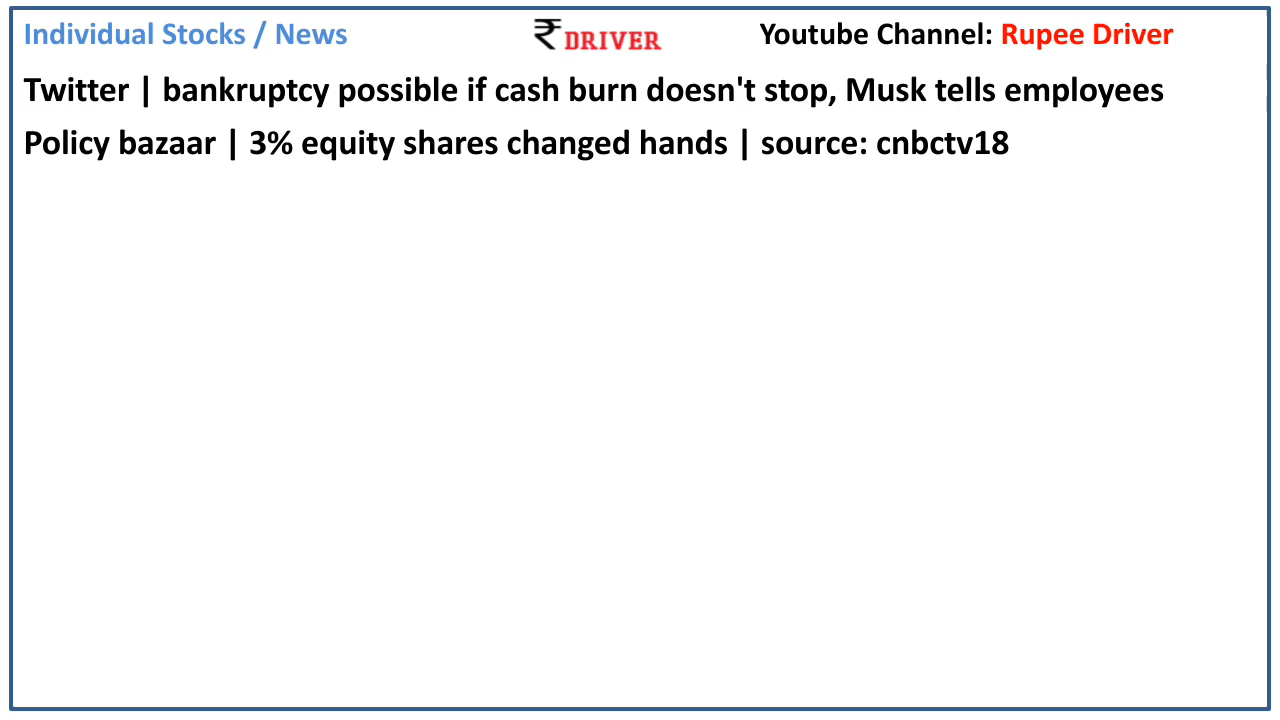 Individual Stocks / News ₹ DRIVER Youtube Channel: Rupee Driver
Twitter | bankruptcy possible if cash burn doesn't stop, Musk tells employees
Policy bazaar | 3% equity shares changed hands | source: cnbctv18